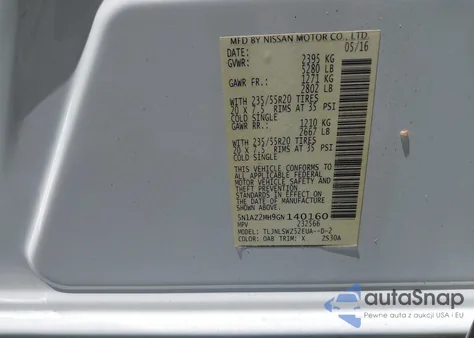 MFD BY NISSAN MOTOR CO., LTD.
DATE: 05/16
GVWR: 2395 KG
5280 LB
GAWR FR.: 1271 KG
2802 LB
WITH 235/55R20 TIRES
20 x 7.5 RIMS AT 35 PSI
COLD SINGLE
GAWR RR.: 1210 KG
2667 LB
WITH 235/55R20 TIRES
20 x 7.5 RIMS AT 35 PSI
COLD SINGLE
THIS VEHICLE CONFORMS TO
ALL APPLICABLE FEDERAL
MOTOR VEHICLE SAFETY
STANDARDS IN EFFECT ON
THE DATE OF MANUFACTURE
SHOWN ABOVE.
5N1AZ2MH9GN140160
MPV 232566
MODEL: TLJNLSWZ52EUA--D-2
COLOR: QAB TRIM: X 2S30A
autoSnap
Pewne auta z aukcji USA i EU